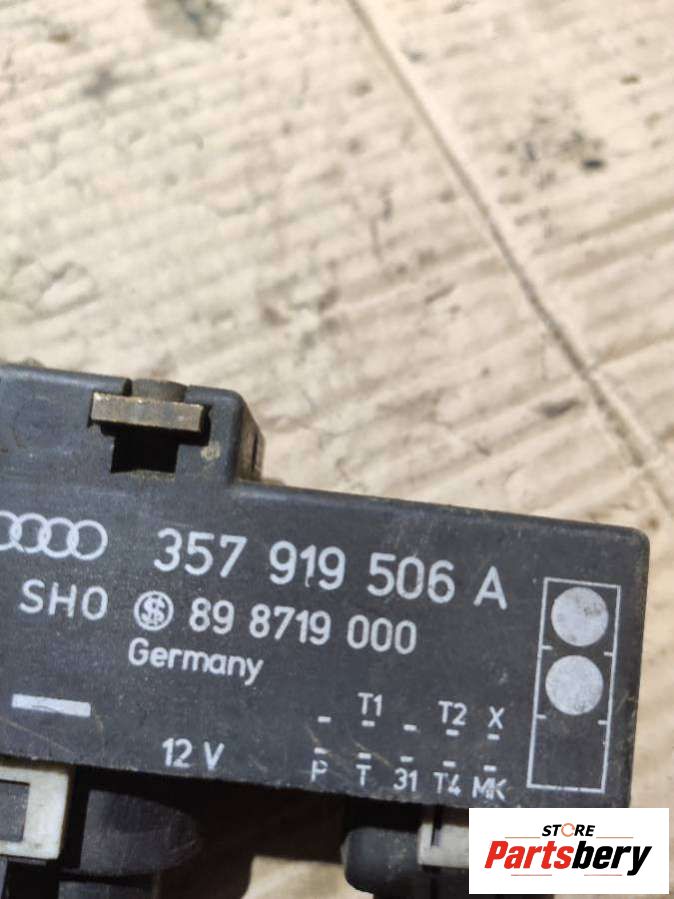 357 919 506 A
SHO 89 8719 000
Germany
- T1 - T2 X
12 V
P T 31 T4 MK
STORE
Partsbery